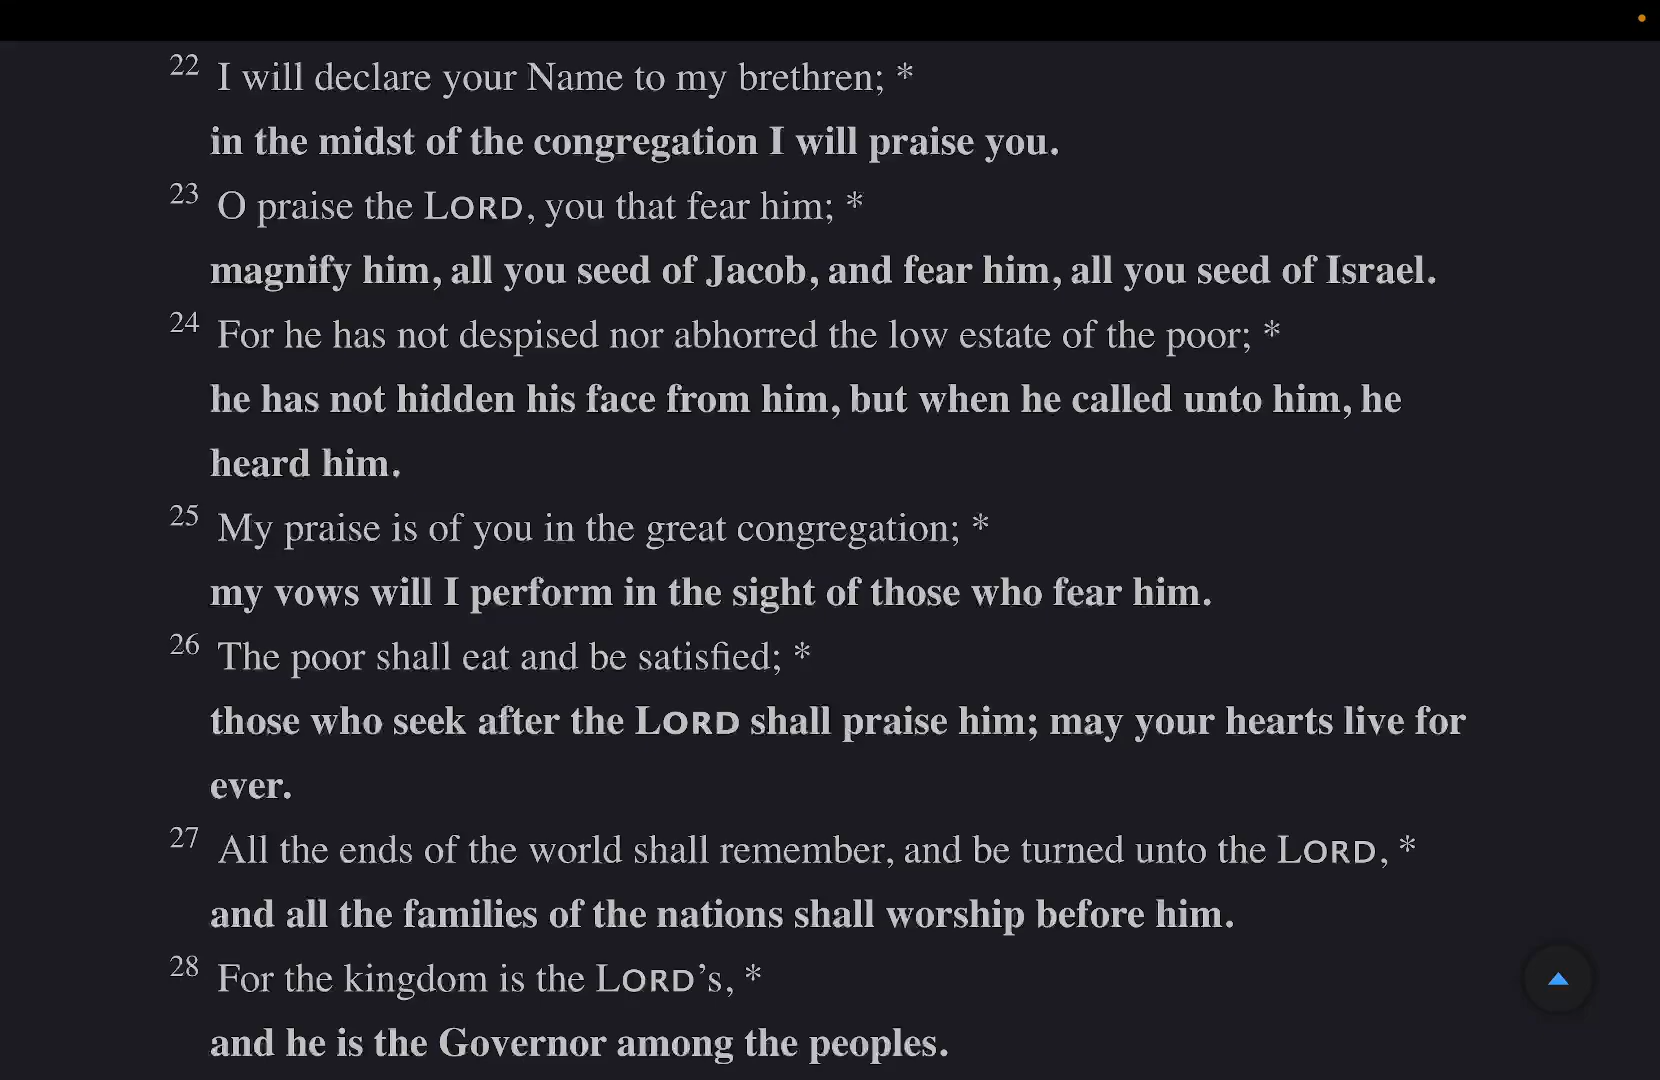 22 I will declare your Name to my brethren; *
in the midst of the congregation I will praise you.
23 O praise the LORD, you that fear him; *
magnify him, all you seed of Jacob, and fear him, all you seed of Israel.
24 For he has not despised nor abhorred the low estate of the poor; *
he has not hidden his face from him, but when he called unto him, he
heard him.
25 My praise is of you in the great congregation; *
my vows will I perform in the sight of those who fear him.
26 The poor shall eat and be satisfied; *
those who seek after the LORD shall praise him; may your hearts live for
ever.
27 All the ends of the world shall remember, and be turned unto the LORD, *
and all the families of the nations shall worship before him.
28 For the kingdom is the LORD’s, *
and he is the Governor among the peoples.